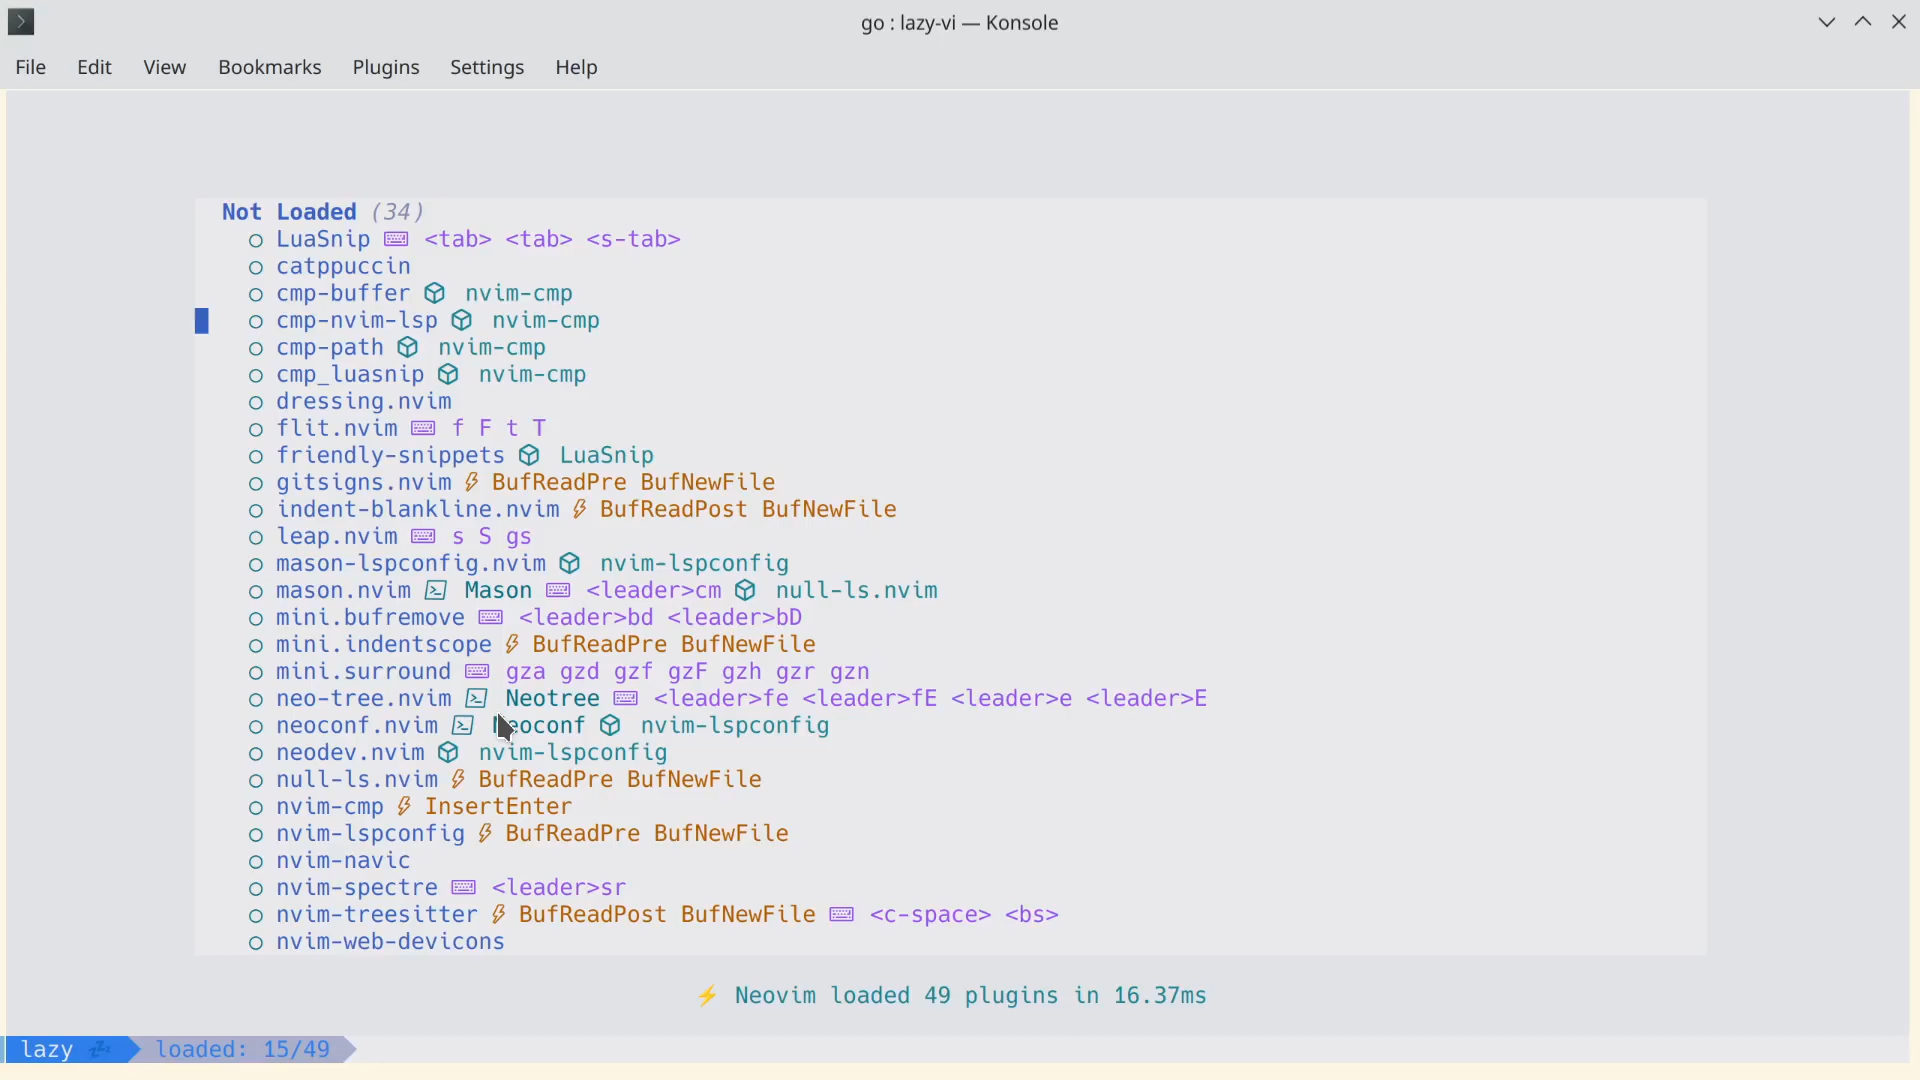 go : lazy-vi — Konsole
File Edit View Bookmarks Plugins Settings Help
Not Loaded (34)
LuaSnip <tab> <tab> <s-tab>
catppuccin
cmp-buffer nvim-cmp
cmp-nvim-lsp nvim-cmp
cmp-path nvim-cmp
cmp_luasnip nvim-cmp
dressing.nvim
flit.nvim f F t T
friendly-snippets LuaSnip
gitsigns.nvim BufReadPre BufNewFile
indent-blankline.nvim BufReadPost BufNewFile
leap.nvim s S gs
mason-lspconfig.nvim nvim-lspconfig
mason.nvim Mason <leader>cm null-ls.nvim
mini.bufremove <leader>bd <leader>bD
mini.indentscope BufReadPre BufNewFile
mini.surround gza gzd gzf gzF gzh gzr gzn
neo-tree.nvim Neotree <leader>fe <leader>fE <leader>e <leader>E
neoconf.nvim Neoconf nvim-lspconfig
neodev.nvim nvim-lspconfig
null-ls.nvim BufReadPre BufNewFile
nvim-cmp InsertEnter
nvim-lspconfig BufReadPre BufNewFile
nvim-navic
nvim-spectre <leader>sr
nvim-treesitter BufReadPost BufNewFile <c-space> <bs>
nvim-web-devicons
⚡ Neovim loaded 49 plugins in 16.37ms
lazy 💤 loaded: 15/49